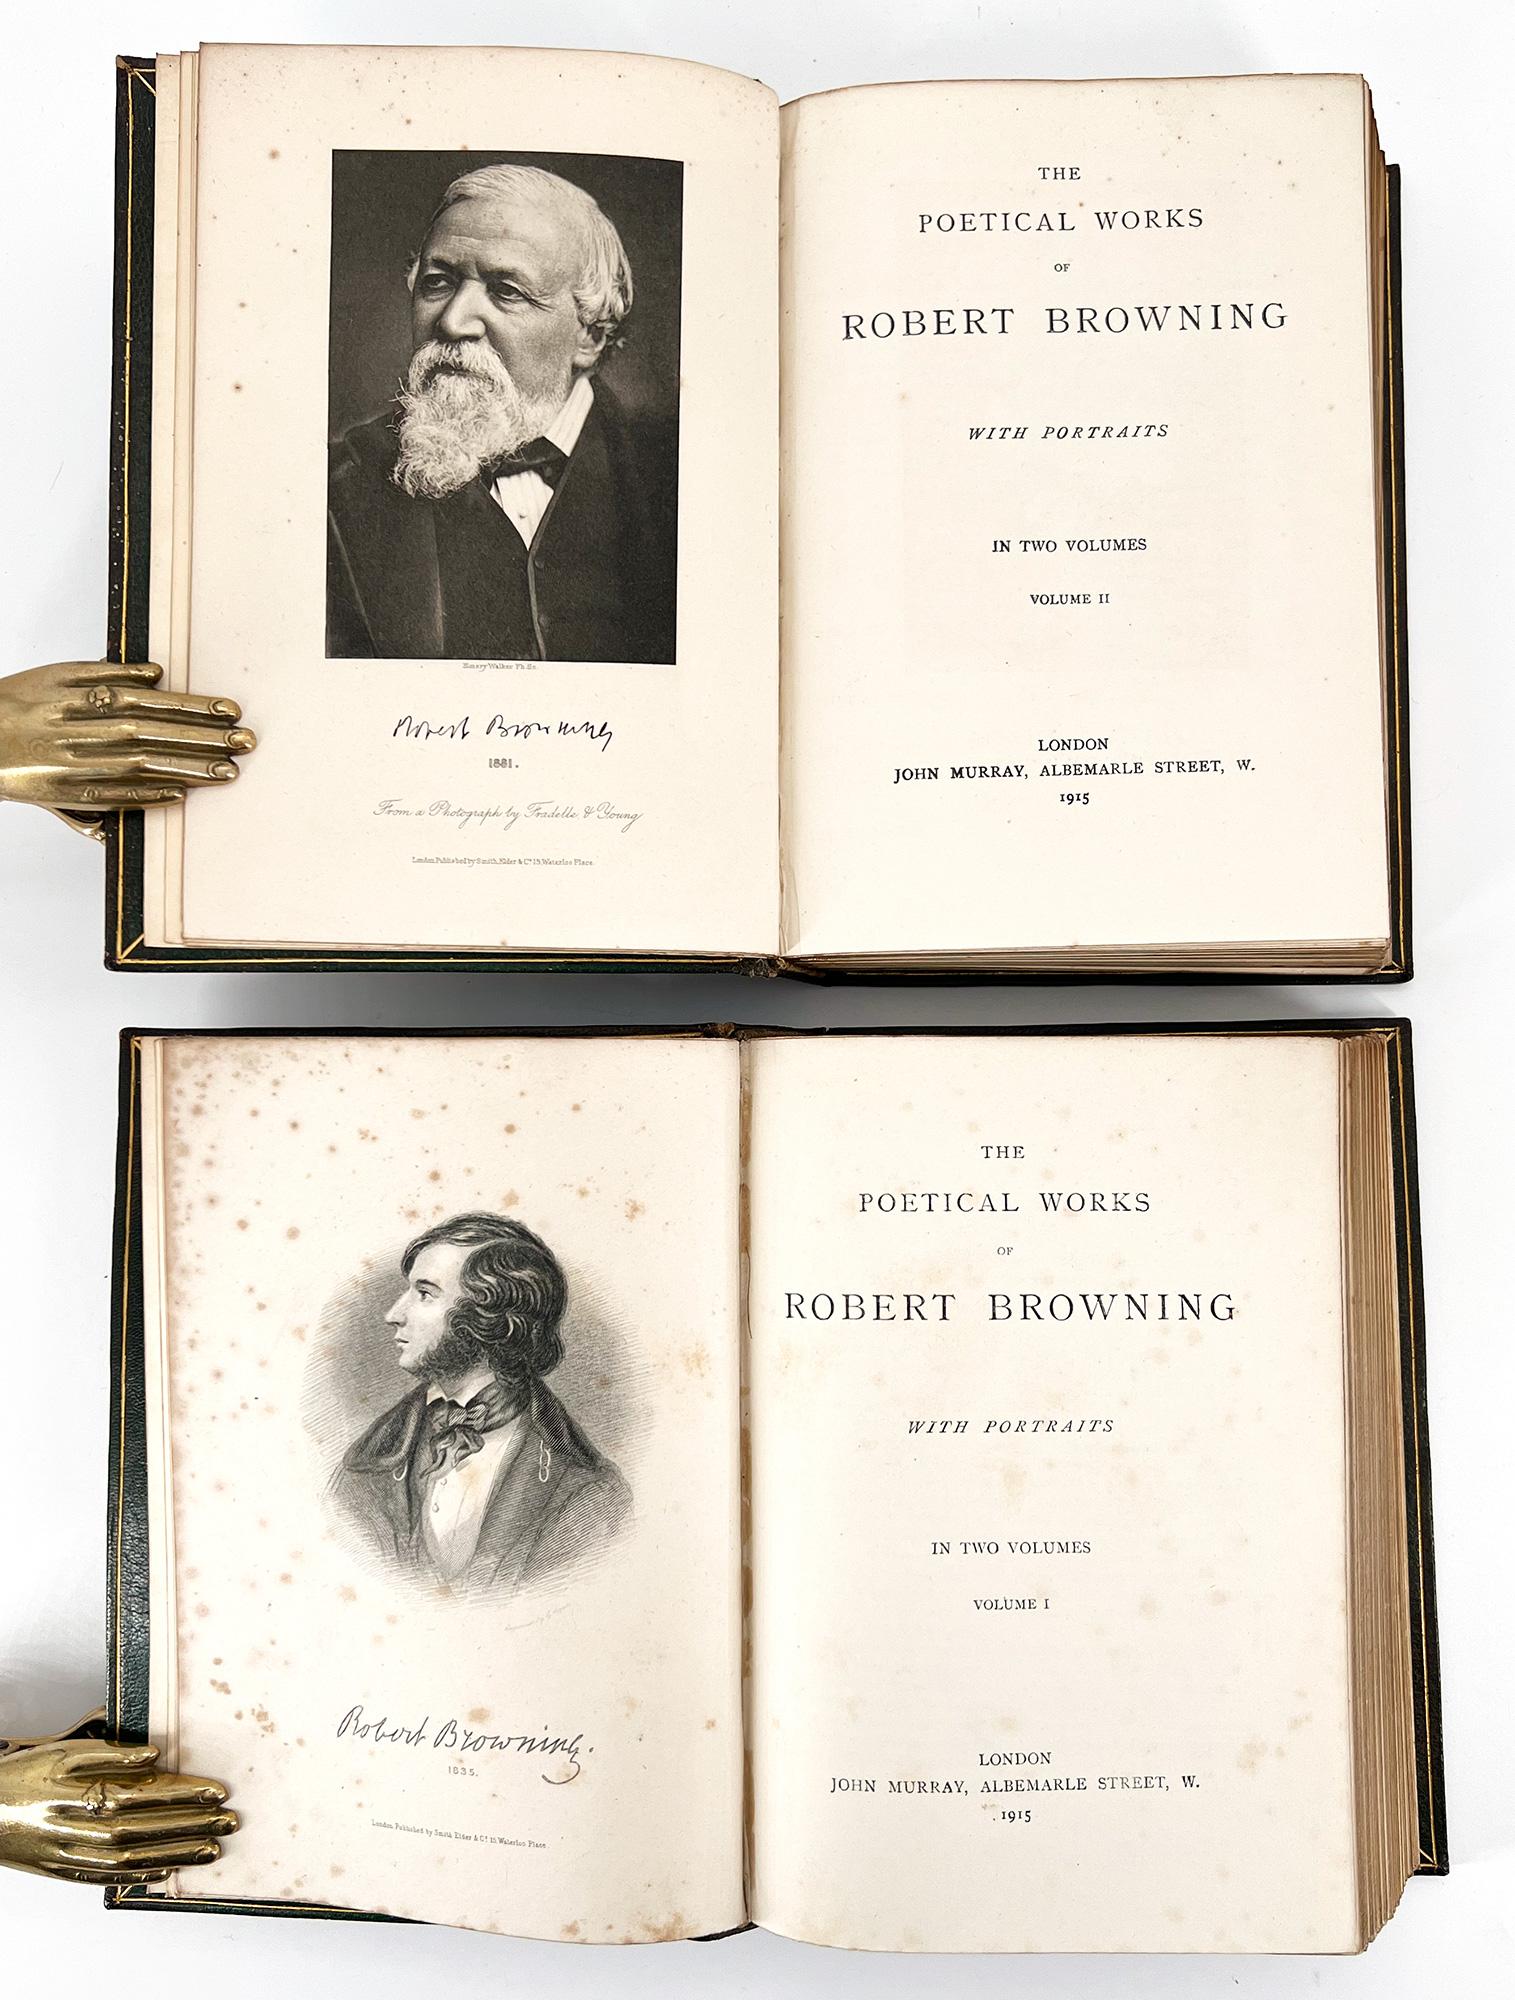 Emery Walker Ph.Sc.
Robert Browning
1881.
From a Photograph by Fradelle & Young
London Published by Smith, Elder & Co. 15, Waterloo Place.
THE
POETICAL WORKS
OF
ROBERT BROWNING
WITH PORTRAITS
IN TWO VOLUMES
VOLUME II
LONDON
JOHN MURRAY, ALBEMARLE STREET, W.
1915
Robert Browning.
1835.
London Published by Smith Elder & Co. 15, Waterloo Place.
THE
POETICAL WORKS
OF
ROBERT BROWNING
WITH PORTRAITS
IN TWO VOLUMES
VOLUME I
LONDON
JOHN MURRAY, ALBEMARLE STREET, W.
1915